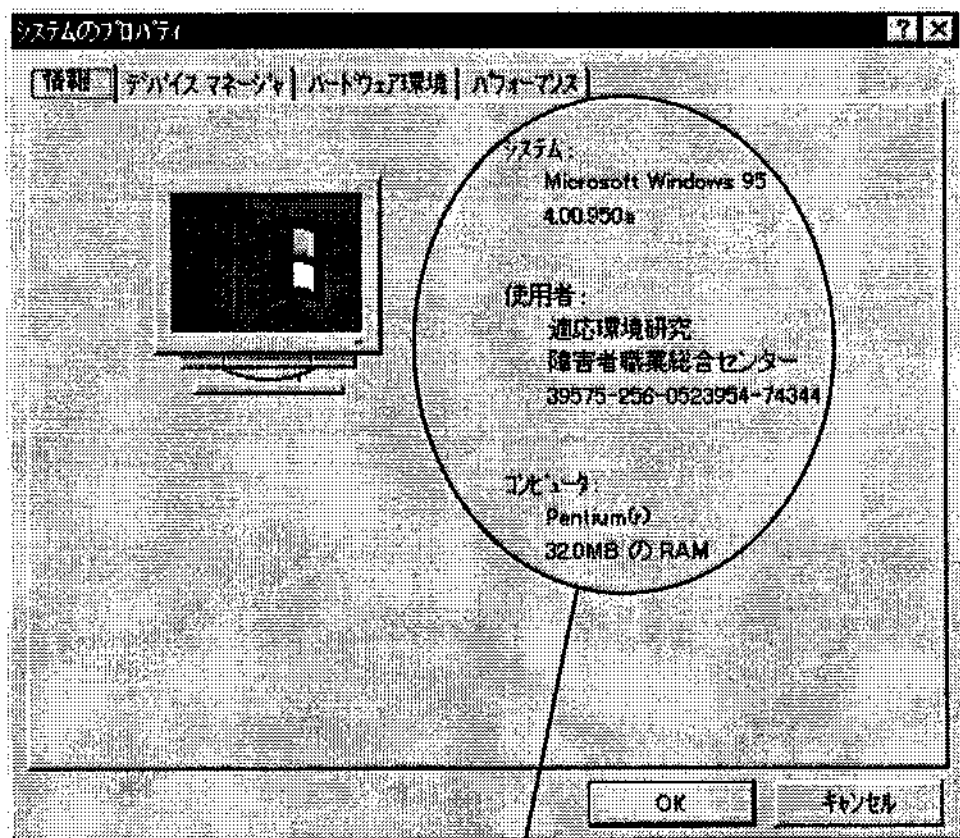 システムのプロパティ
情報 デバイス マネージャ ハードウェア環境 パフォーマンス
システム:
Microsoft Windows 95
4.00.950a
使用者:
適応環境研究
障害者職業総合センター
39575-256-0523954-74344
コンピュータ:
Pentium(r)
32.0MB の RAM
OK キャンセル